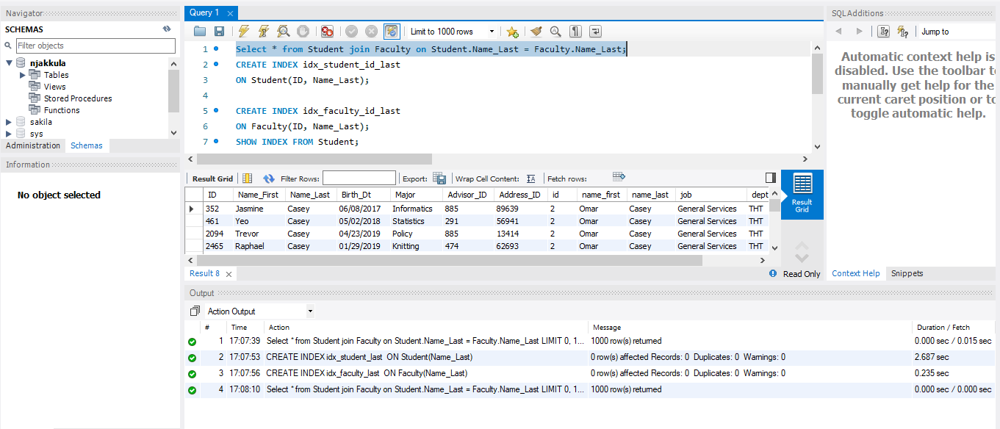 Navigator
SCHEMAS
Filter objects
njakkula
Tables
Views
Stored Procedures
Functions
sakila
sys
Administration Schemas
Information
No object selected
Query 1
Limit to 1000 rows
1 Select * from Student join Faculty on Student.Name_Last = Faculty.Name_Last;
2 CREATE INDEX idx_student_id_last
3 ON Student(ID, Name_Last);
4
5 CREATE INDEX idx_faculty_id_last
6 ON Faculty(ID, Name_Last);
7 SHOW INDEX FROM Student;
Result Grid Filter Rows: Export: Wrap Cell Content: Fetch rows:
ID Name_First Name_Last Birth_Dt Major Advisor_ID Address_ID id name_first name_last job dept
352 Jasmine Casey 06/08/2017 Informatics 885 89639 2 Omar Casey General Services THT
461 Yeo Casey 05/02/2018 Statistics 291 56941 2 Omar Casey General Services THT
2094 Trevor Casey 04/23/2019 Policy 885 13414 2 Omar Casey General Services THT
2465 Raphael Casey 01/29/2019 Knitting 474 62693 2 Omar Casey General Services THT
Result
Grid
Result 8
Read Only
SQLAdditions
Jump to
Automatic context help is
disabled. Use the toolbar to
manually get help for the
current caret position or to
toggle automatic help.
Context Help Snippets
Output
Action Output
# Time Action Message Duration / Fetch
1 17:07:39 Select * from Student join Faculty on Student.Name_Last = Faculty.Name_Last LIMIT 0, 1... 1000 row(s) returned 0.000 sec / 0.015 sec
2 17:07:53 CREATE INDEX idx_student_last ON Student(Name_Last) 0 row(s) affected Records: 0 Duplicates: 0 Warnings: 0 2.687 sec
3 17:07:56 CREATE INDEX idx_faculty_last ON Faculty(Name_Last) 0 row(s) affected Records: 0 Duplicates: 0 Warnings: 0 0.235 sec
4 17:08:10 Select * from Student join Faculty on Student.Name_Last = Faculty.Name_Last LIMIT 0, 1... 1000 row(s) returned 0.000 sec / 0.000 sec